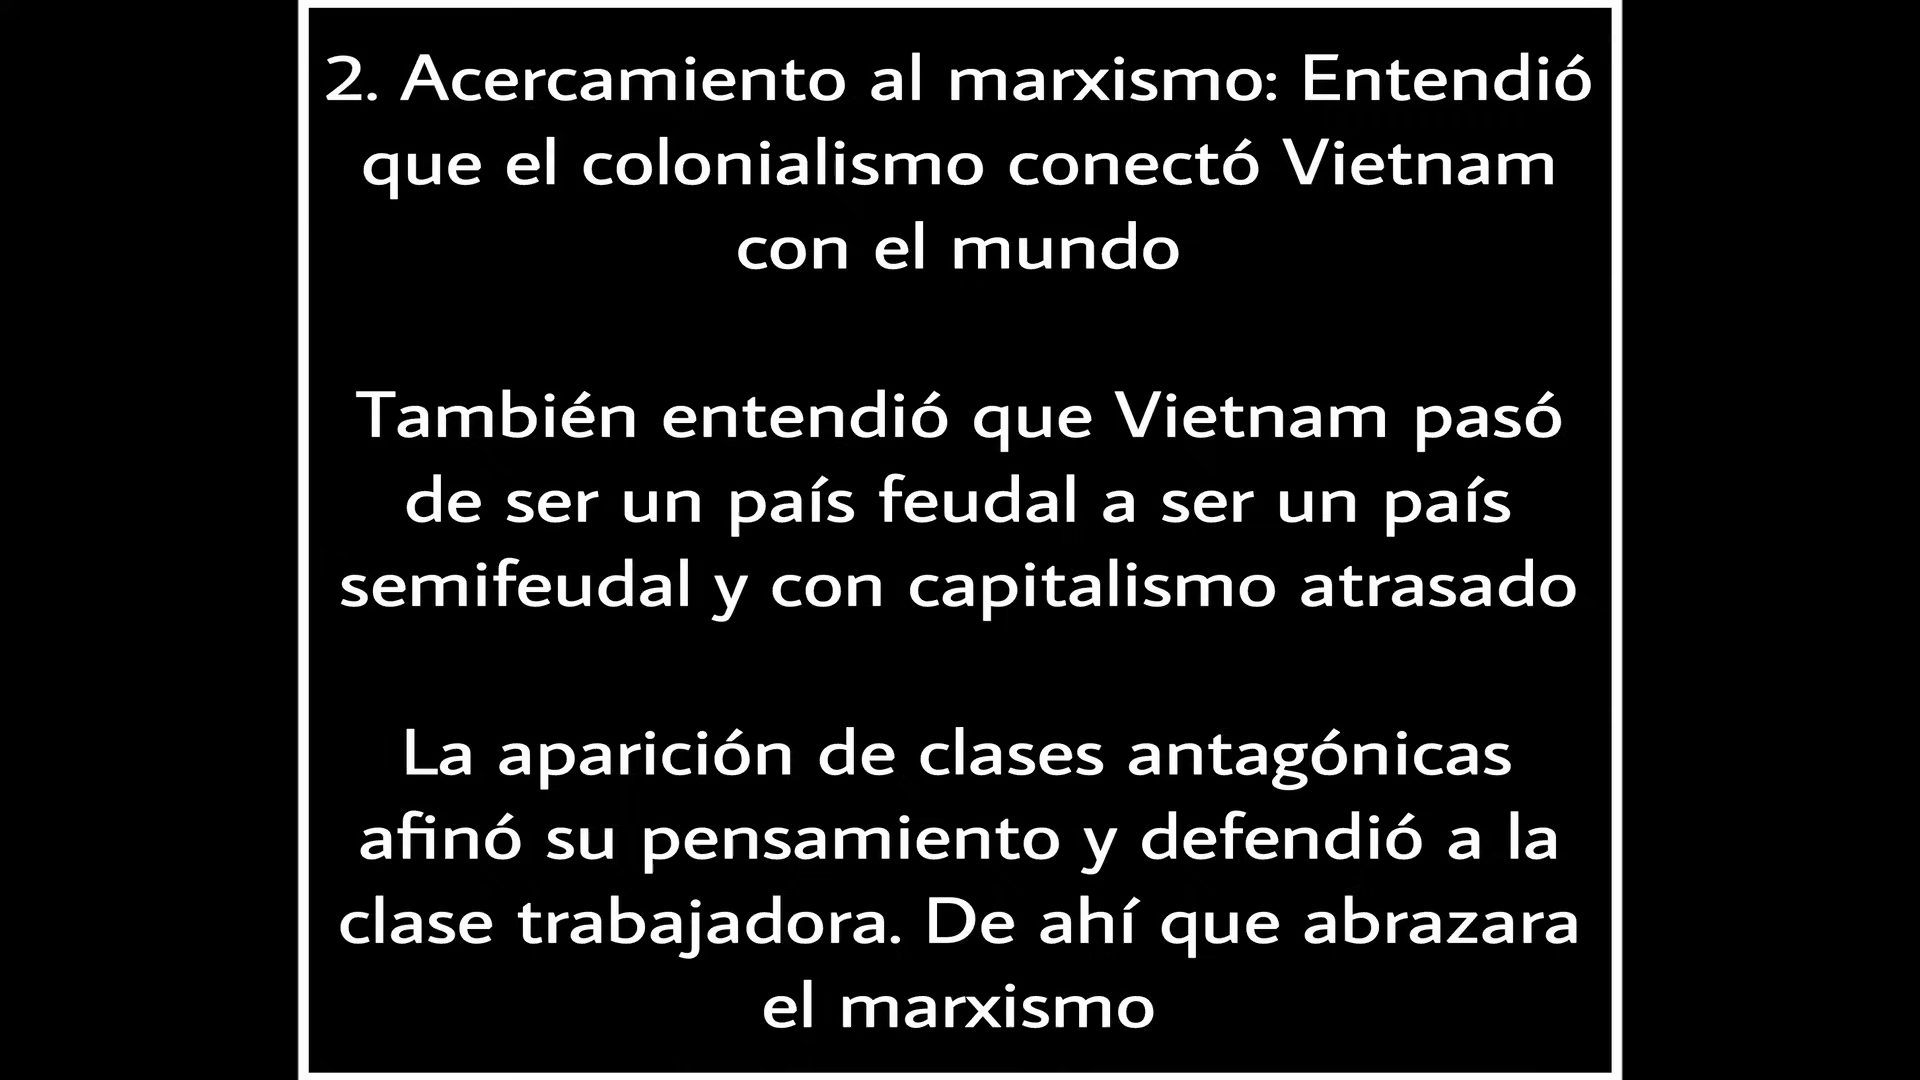 2. Acercamiento al marxismo: Entendió
que el colonialismo conectó Vietnam
con el mundo
También entendió que Vietnam pasó
de ser un país feudal a ser un país
semifeudal y con capitalismo atrasado
La aparición de clases antagónicas
afinó su pensamiento y defendió a la
clase trabajadora. De ahí que abrazara
el marxismo